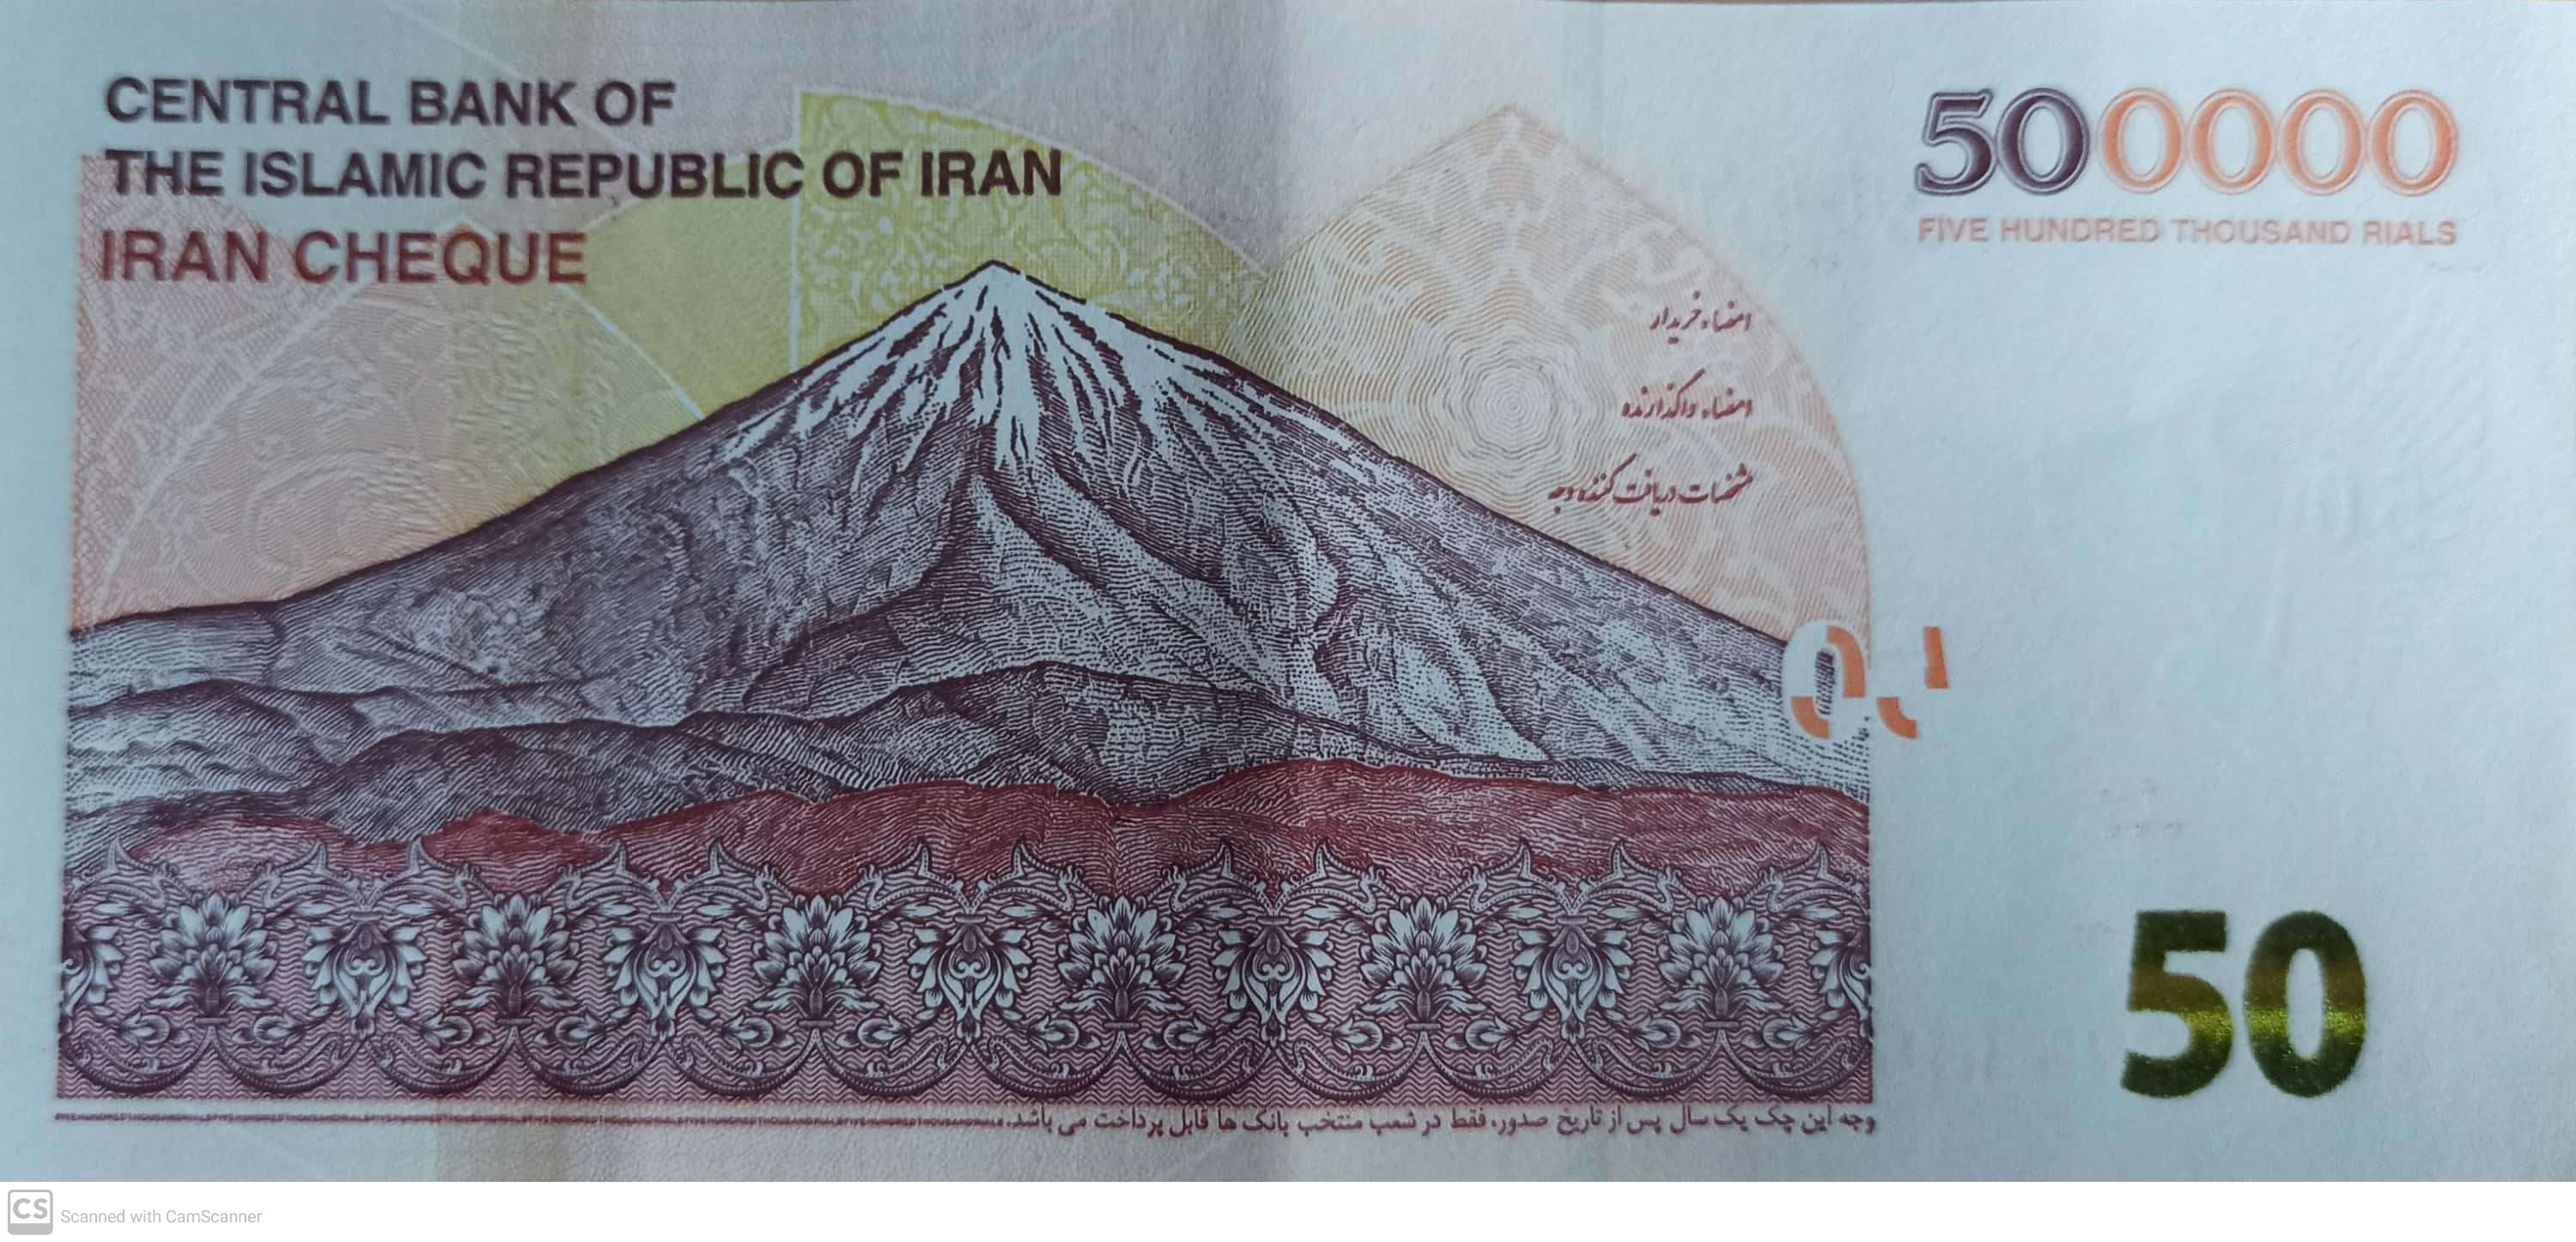 CENTRAL BANK OF
THE ISLAMIC REPUBLIC OF IRAN
IRAN CHEQUE
500000
FIVE HUNDRED THOUSAND RIALS
امضاء خریدار
امضاء واگذارنده
مشخصات دریافت کننده وجه
50
وجه این چک یک سال پس از تاریخ صدور، فقط در شعب منتخب بانک ها قابل پرداخت می باشد.
CS
Scanned with CamScanner